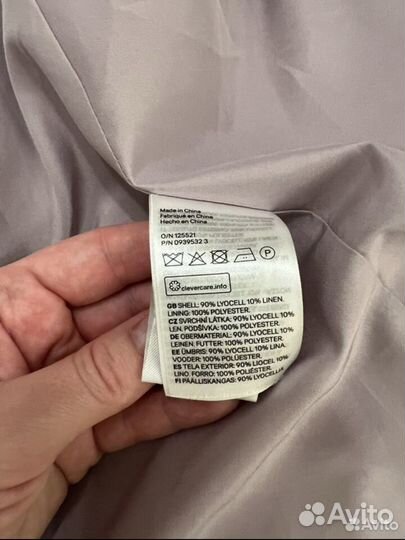 Made in China
Fabriqué en Chine
Hecho en China
O/N 125521
P/N 0939532 3
P
clevercare.info
GB SHELL: 90% LYOCELL 10% LINEN.
LINING: 100% POLYESTER.
CZ SVRCHNÍ LÁTKA: 90% LYOCELL 10%
LEN. PODŠÍVKA: 100% POLYESTER.
DE OBERMATERIAL: 90% LYOCELL 10%
LEINEN. FUTTER: 100% POLYESTER.
EE ÜMBRIS: 90% LYOCELL 10% LINA.
VOODER: 100% POLÜESTER.
ES TELA EXTERIOR: 90% LIOCEL 10%
LINO. FORRO: 100% POLIÉSTER.
FI PÄÄLLISKANGAS: 90% LYOCELLIA
Avito
Avito